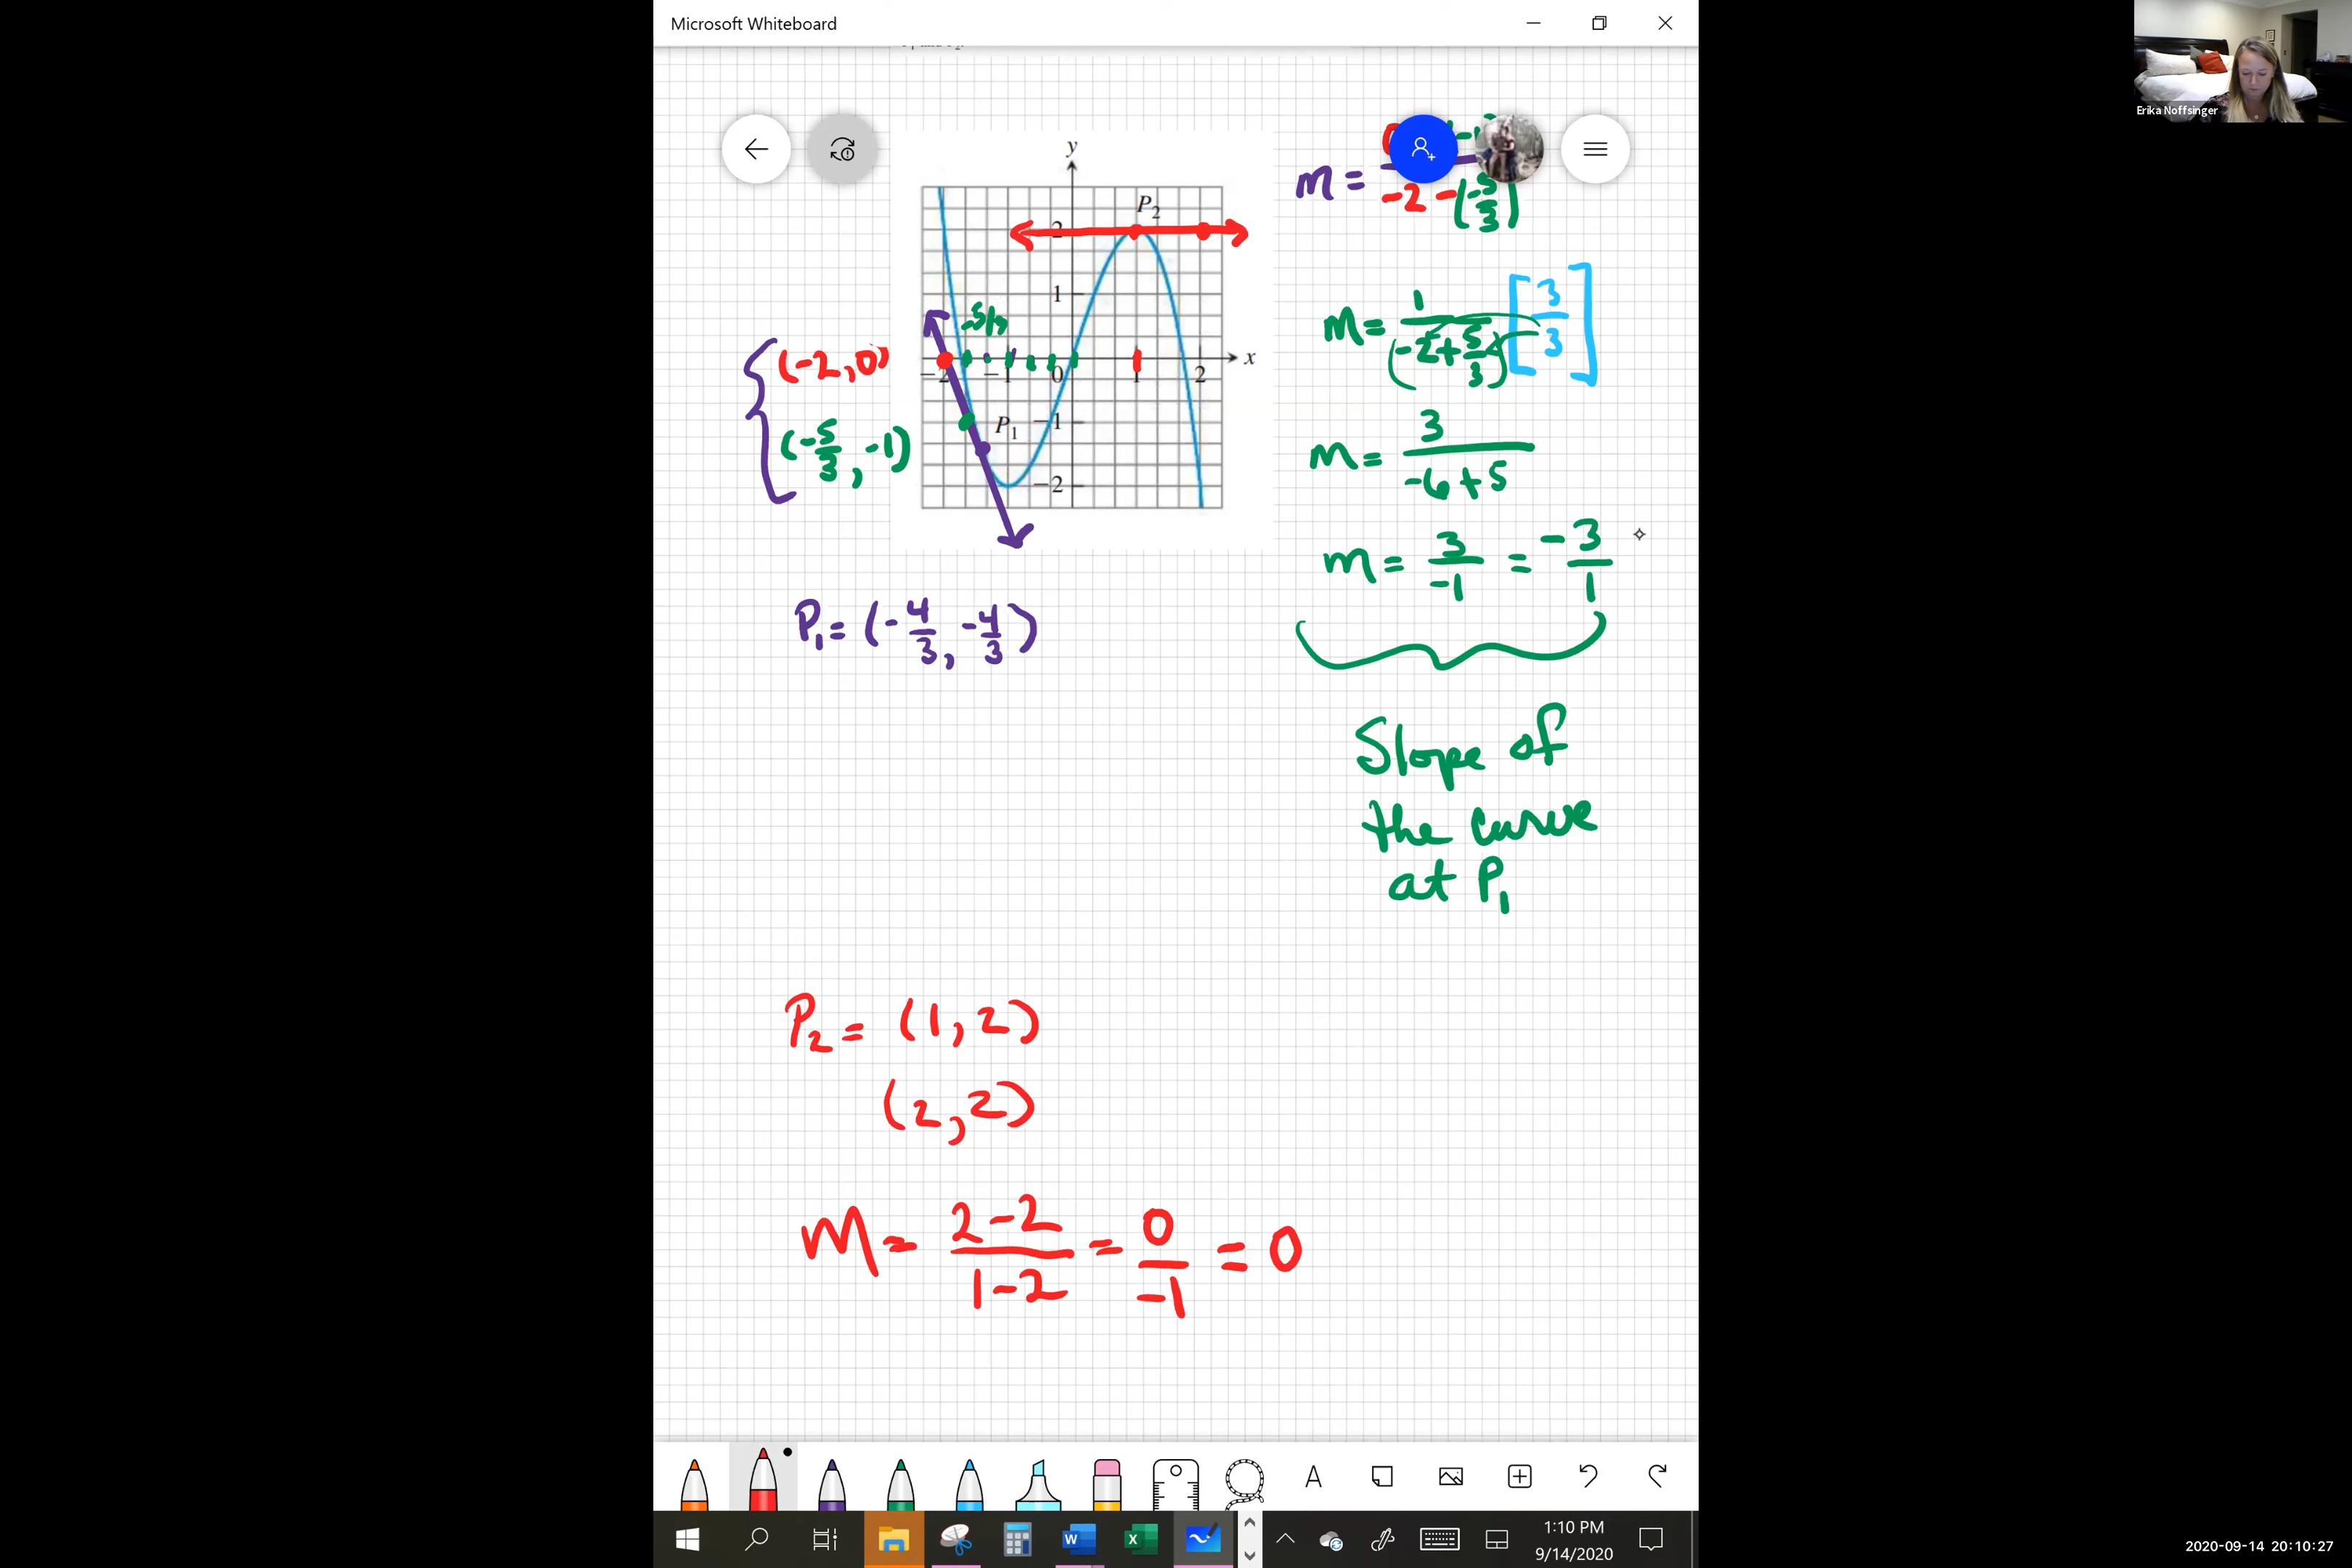 Microsoft Whiteboard
Erika Noffsinger
y
P₂
2
1
-5/3
x
-2
-1
0
1
2
P₁
-1
-2
(-2, 0)
(-5/3, -1)
P₁ = (-4/3, -4/3)
m =
-2 - (-5/3)
m = 1/(-2 + 5/3) [3/3]
m = 3/(-6 + 5)
m = 3/-1 = -3/1
Slope of
the curve
at P₁
P₂ = (1, 2)
(2, 2)
m = (2 - 2)/(1 - 2) = 0/-1 = 0
A
1:10 PM
9/14/2020
2020-09-14 20:10:27